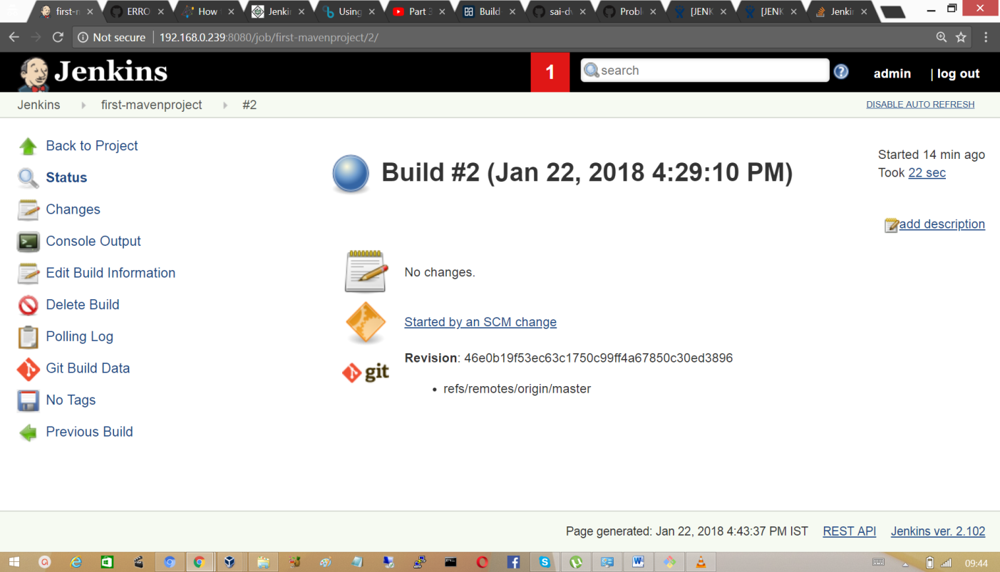 first-n
ERRO
How
Jenki
Using
Part 3
Build
sai-dv
Probl
[JENK
[JENK
Jenki
Not secure
192.168.0.239:8080/job/first-mavenproject/2/
Jenkins
1
search
admin
| log out
Jenkins
first-mavenproject
#2
DISABLE AUTO REFRESH
Back to Project
Status
Changes
Console Output
Edit Build Information
Delete Build
Polling Log
Git Build Data
No Tags
Previous Build
Build #2 (Jan 22, 2018 4:29:10 PM)
Started 14 min ago
Took 22 sec
add description
No changes.
Started by an SCM change
git
Revision: 46e0b19f53ec63c1750c99ff4a67850c30ed3896
refs/remotes/origin/master
Page generated: Jan 22, 2018 4:43:37 PM IST
REST API
Jenkins ver. 2.102
09:44